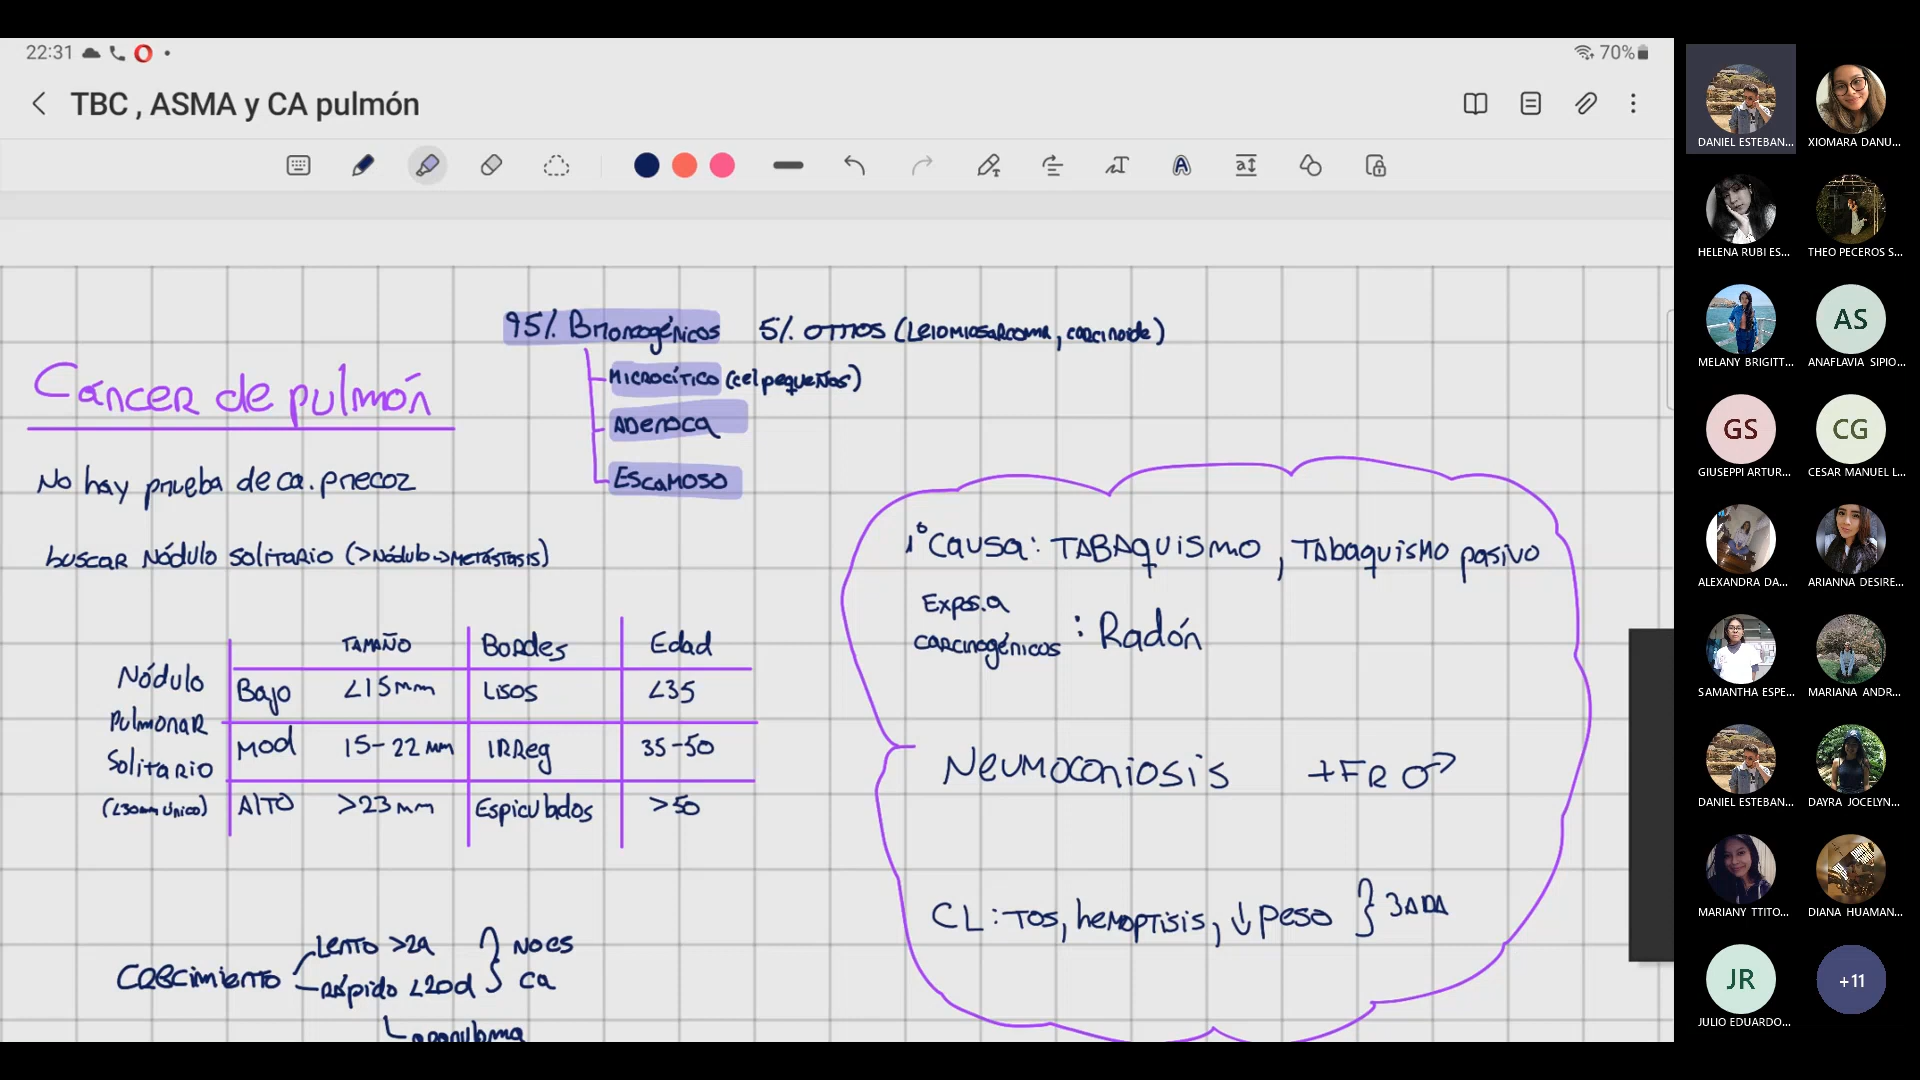 22:31
70%
TBC , ASMA y CA pulmón
95% Broncogénicos 5% otros (Leiomiosarcoma, carcinoide)
Microcítico (cel pequeños)
Adenoca
Escamoso
Cáncer de pulmón
No hay prueba de ca. precoz
buscar Nódulo solitario (>Nódulo→Metástasis)
Nódulo Pulmonar Solitario (<30mm único)
Tamaño Bordes Edad
Bajo <15mm Lisos <35
Mod 15-22mm Irreg 35-50
Alto >23mm Espiculados >50
Crecimiento
Lento >2a
Rápido <20d
} No es ca
1° Causa: TABAquismo, Tabaquismo pasivo
Expos. a carcinogénicos : Radón
Neumoconiosis +FR ♂
CL: Tos, hemoptisis, ↓ Peso }
DANIEL ESTEBAN...
XIOMARA DANU...
HELENA RUBI ES...
THEO PECEROS S...
MELANY BRIGITT...
AS
ANAFLAVIA SIPIO...
GS
GIUSEPPI ARTUR...
CG
CESAR MANUEL L...
ALEXANDRA DA...
ARIANNA DESIRE...
SAMANTHA ESPE...
MARIANA ANDR...
DANIEL ESTEBAN...
DAYRA JOCELYN...
MARIANY TTITO...
DIANA HUAMAN...
JR
JULIO EDUARDO...
+11